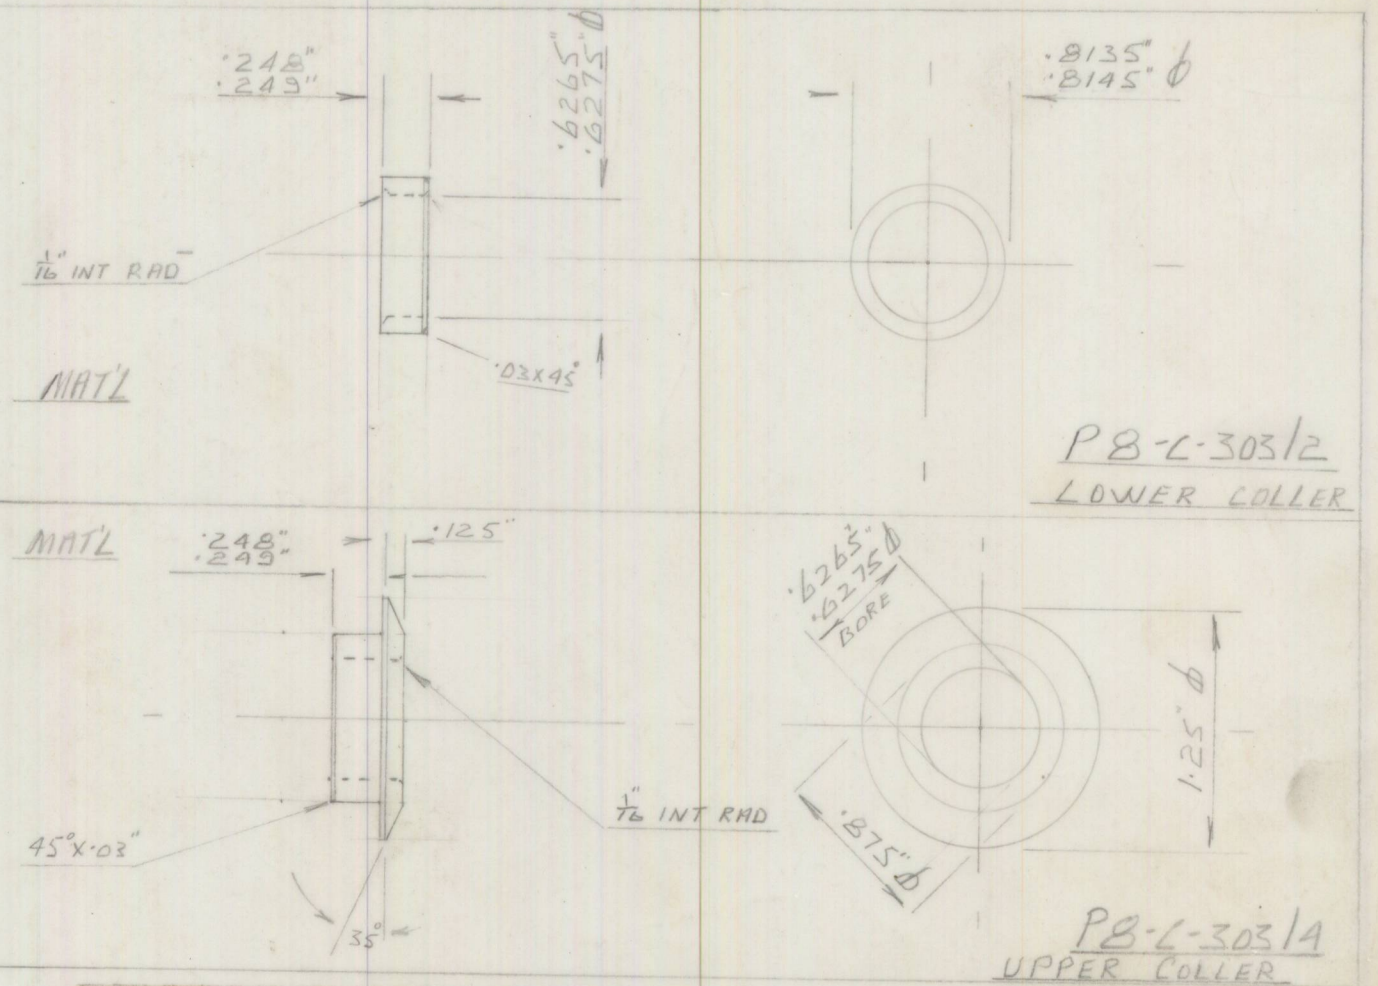 .248"
.249"
.6265"
.6275" ϕ
.8135"
.8145" ϕ
1/16" INT RAD
.03X45°
MAT'L
P8-C-303/2
LOWER COLLER
MAT'L
.248"
.249"
.125"
.6265" ϕ
.6275
BORE
1.25" ϕ
.875" ϕ
1/16" INT RAD
45°X.03"
35°
P8-C-303/4
UPPER COLLER